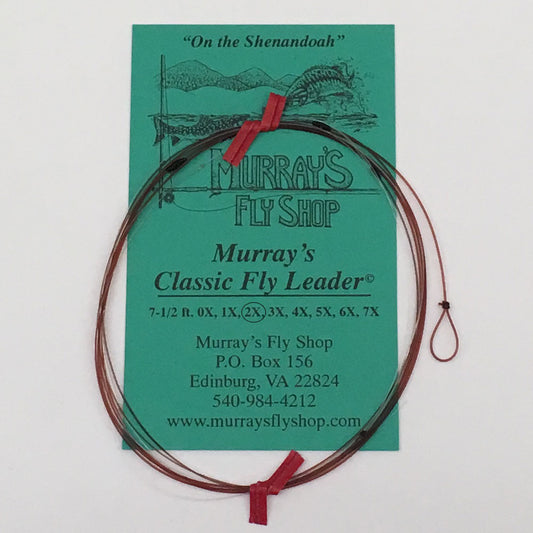 “On the Shenandoah”
MURRAY'S
FLY SHOP
Murray's
Classic Fly Leader©
7-1/2 ft. 0X, 1X, 2X, 3X, 4X, 5X, 6X, 7X
Murray's Fly Shop
P.O. Box 156
Edinburg, VA 22824
540-984-4212
www.murraysflyshop.com